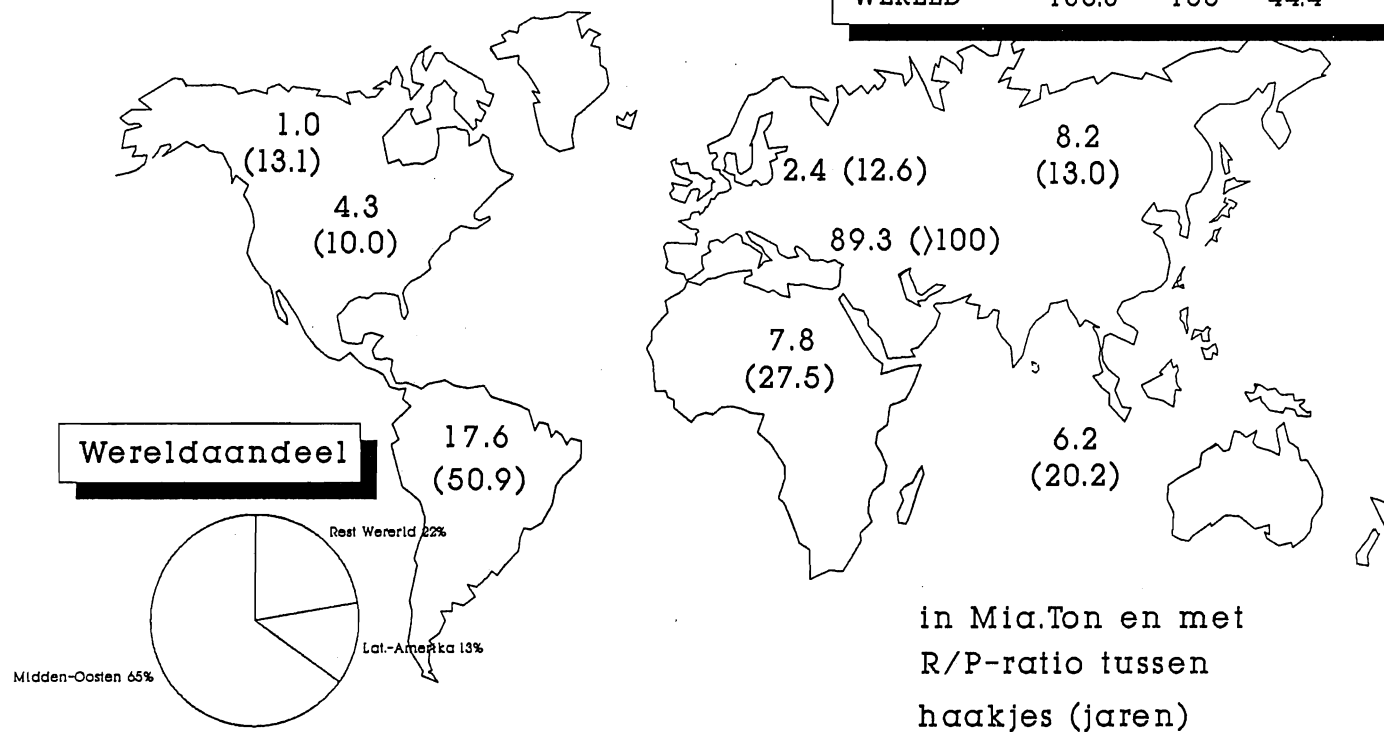 1.0
(13.1)
4.3
(10.0)
2.4 (12.6)
8.2
(13.0)
89.3 (>100)
7.8
(27.5)
17.6
(50.9)
6.2
(20.2)
Wereldaandeel
Rest Wererld 22%
Lat.-Amerika 13%
Midden-Oosten 65%
in Mia.Ton en met
R/P-ratio tussen
haakjes (jaren)